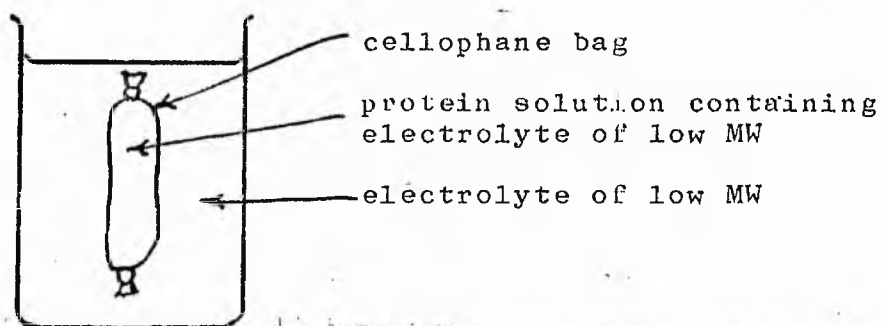 cellophane bag
protein solution containing
electrolyte of low MW
electrolyte of low MW